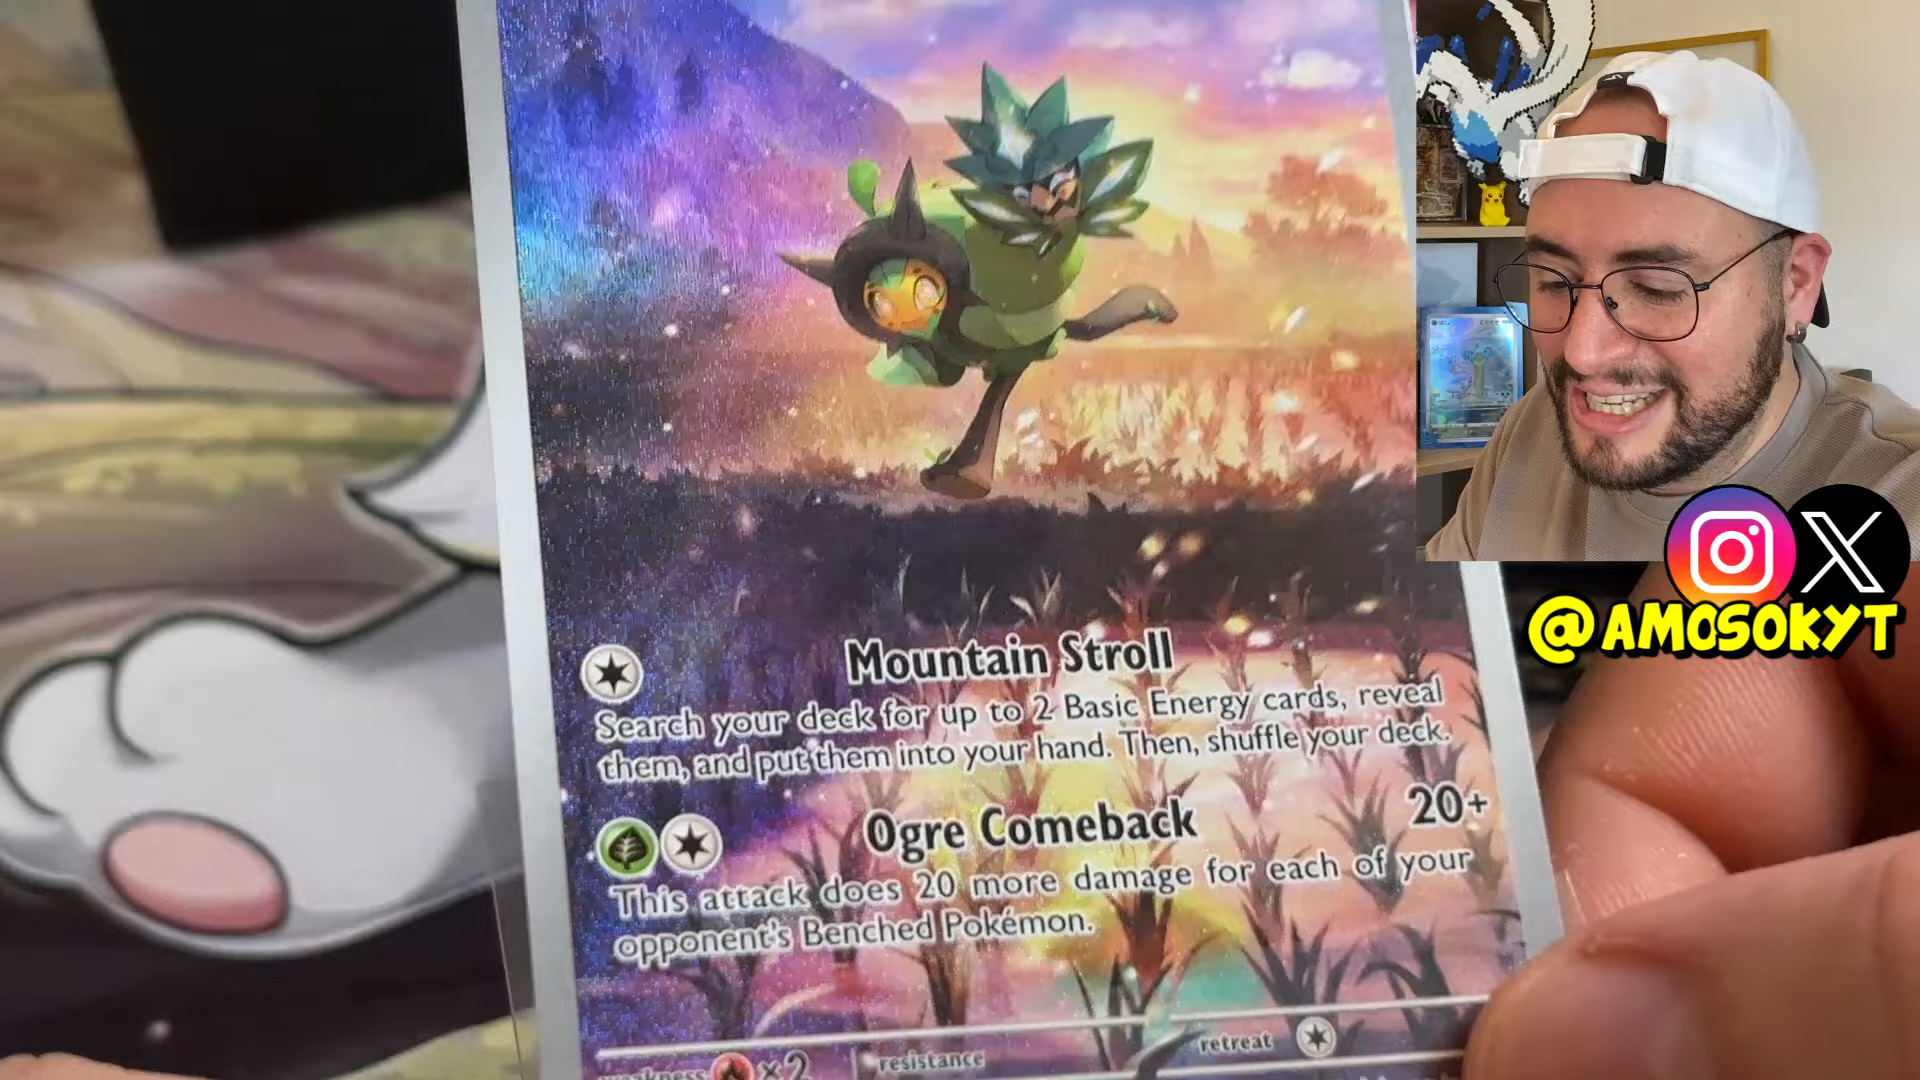 Mountain Stroll
Search your deck for up to 2 Basic Energy cards, reveal
them, and put them into your hand. Then, shuffle your deck.
Ogre Comeback 20+
This attack does 20 more damage for each of your
opponent's Benched Pokémon.
weakness ×2 resistance retreat
@AMOSOKYT